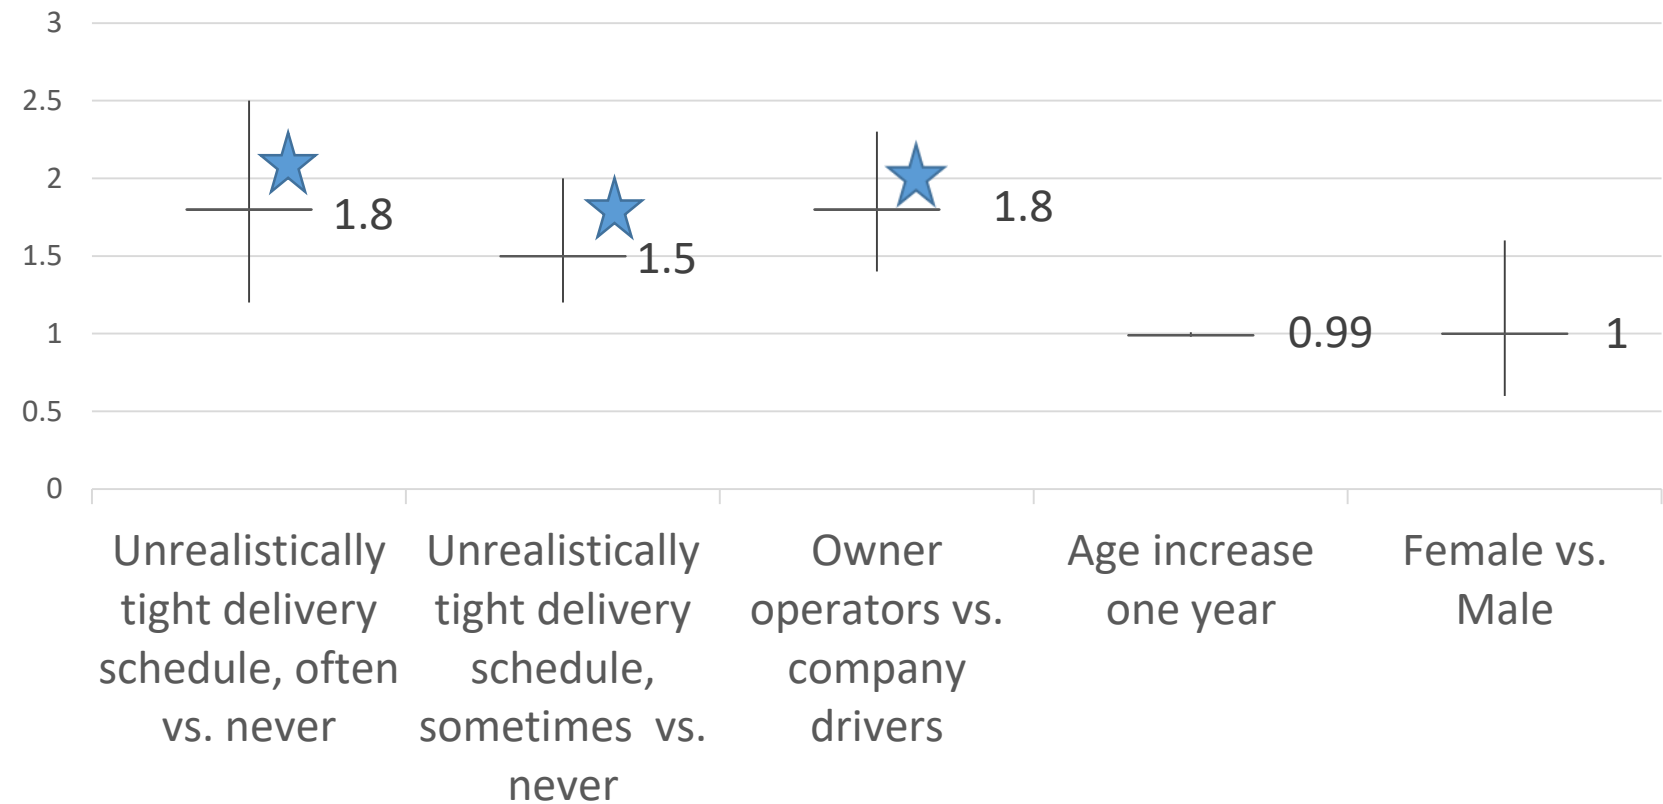 3
2.5
2
1.5
1
0.5
0
1.8
1.5
1.8
0.99
1
Unrealistically
tight delivery
schedule, often
vs. never
Unrealistically
tight delivery
schedule,
sometimes vs.
never
Owner
operators vs.
company
drivers
Age increase
one year
Female vs.
Male